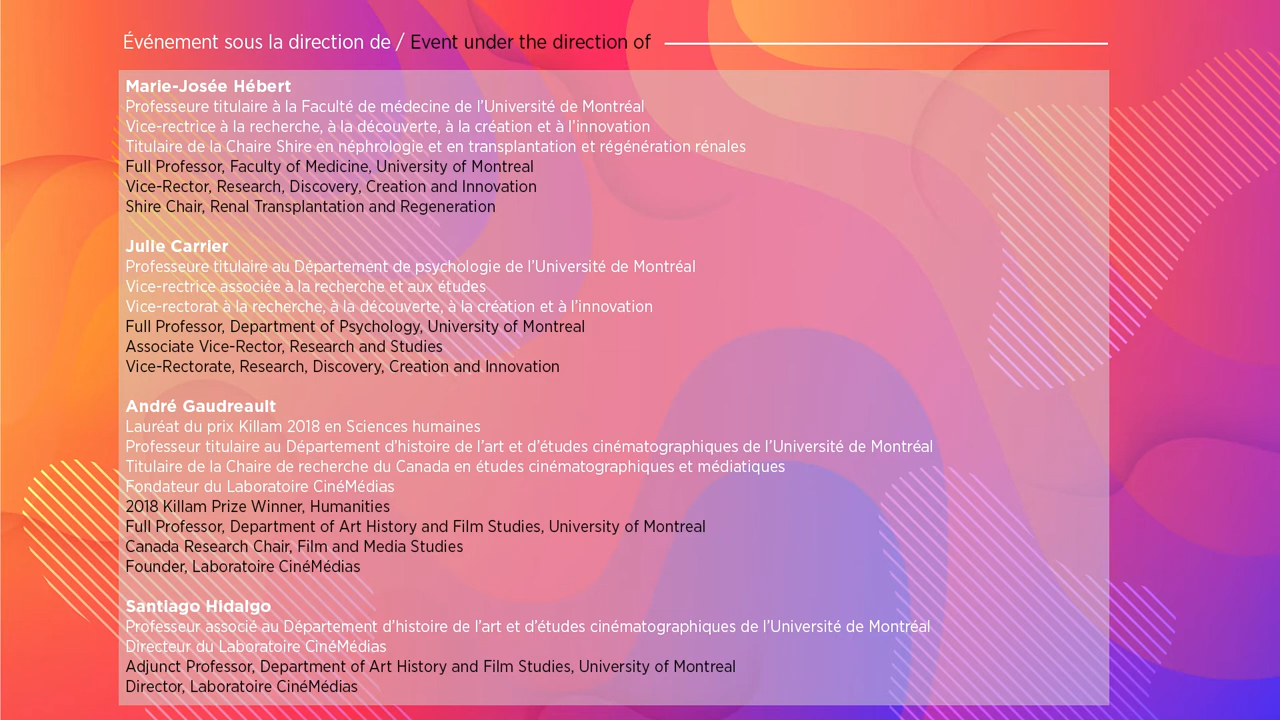 Événement sous la direction de / Event under the direction of
Marie-Josée Hébert
Professeure titulaire à la Faculté de médecine de l'Université de Montréal
Vice-rectrice à la recherche, à la découverte, à la création et à l'innovation
Titulaire de la Chaire Shire en néphrologie et en transplantation et régénération rénales
Full Professor, Faculty of Medicine, University of Montreal
Vice-Rector, Research, Discovery, Creation and Innovation
Shire Chair, Renal Transplantation and Regeneration
Julie Carrier
Professeure titulaire au Département de psychologie de l'Université de Montréal
Vice-rectrice associée à la recherche et aux études
Vice-rectorat à la recherche, à la découverte, à la création et à l'innovation
Full Professor, Department of Psychology, University of Montreal
Associate Vice-Rector, Research and Studies
Vice-Rectorate, Research, Discovery, Creation and Innovation
André Gaudreault
Lauréat du prix Killam 2018 en Sciences humaines
Professeur titulaire au Département d'histoire de l'art et d'études cinématographiques de l'Université de Montréal
Titulaire de la Chaire de recherche du Canada en études cinématographiques et médiatiques
Fondateur du Laboratoire CinéMédias
2018 Killam Prize Winner, Humanities
Full Professor, Department of Art History and Film Studies, University of Montreal
Canada Research Chair, Film and Media Studies
Founder, Laboratoire CinéMédias
Santiago Hidalgo
Professeur associé au Département d'histoire de l'art et d'études cinématographiques de l'Université de Montréal
Directeur du Laboratoire CinéMédias
Adjunct Professor, Department of Art History and Film Studies, University of Montreal
Director, Laboratoire CinéMédias